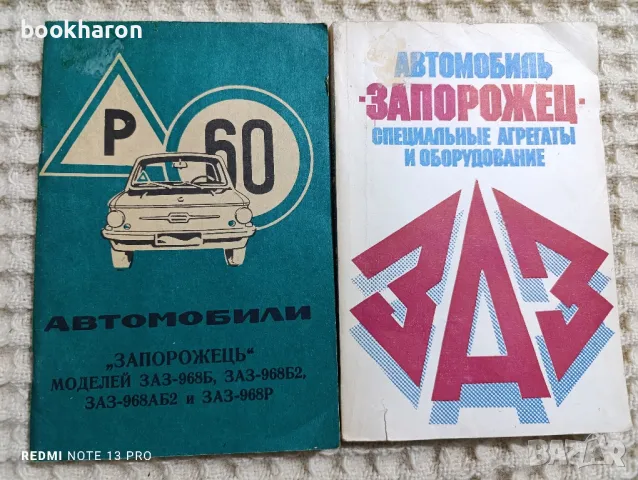 bookharon
Р
60
АВТОМОБИЛИ
„ЗАПОРОЖЕЦЬ“
МОДЕЛЕЙ ЗАЗ-968Б, ЗАЗ-968Б2,
ЗАЗ-968АБ2 и ЗАЗ-968Р
АВТОМОБИЛЬ
·ЗАПОРОЖЕЦ·
СПЕЦИАЛЬНЫЕ АГРЕГАТЫ
И ОБОРУДОВАНИЕ
ЗАЗ
REDMI NOTE 13 PRO
BAZAR